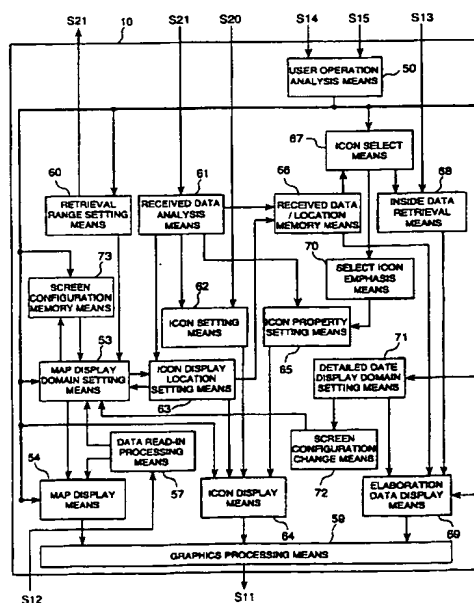 S21
10
S21
S20
S14
S15
S13
USER OPERATION
ANALYSIS MEANS
50
67
ICON SELECT
MEANS
60
RETRIEVAL
RANGE SETTING
MEANS
61
RECEIVED DATA
ANALYSIS MEANS
66
RECEIVED DATA
/ LOCATION
MEMORY MEANS
68
INSIDE DATA
RETRIEVAL
MEANS
73
SCREEN
CONFIGURATION
MEMORY MEANS
70
SELECT ICON
EMPHASIS MEANS
62
ICON SETTING
MEANS
ICON PROPERTY
SETTING MEANS
65
53
MAP DISPLAY
DOMAIN SETTING
MEANS
ICON DISPLAY
LOCATION
SETTING MEANS
63
71
DETAILED DATE
DISPLAY DOMAIN
SETTING MEANS
54
MAP DISPLAY
MEANS
DATA READ-IN
PROCESSING
MEANS
57
SCREEN
CONFIGURATION
CHANGE MEANS
72
ICON DISPLAY
MEANS
64
ELABORATION
DATA DISPLAY
MEANS
69
59
GRAPHICS PROCESSING MEANS
S12
S11